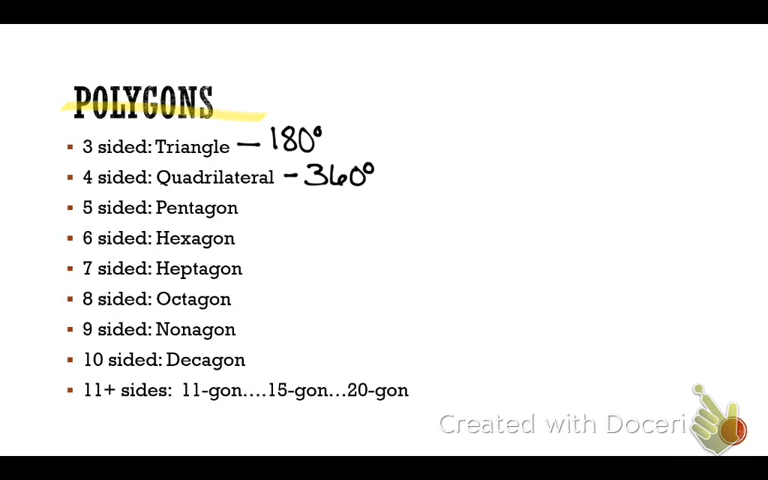 POLYGONS
▪ 3 sided: Triangle — 180°
▪ 4 sided: Quadrilateral - 360°
▪ 5 sided: Pentagon
▪ 6 sided: Hexagon
▪ 7 sided: Heptagon
▪ 8 sided: Octagon
▪ 9 sided: Nonagon
▪ 10 sided: Decagon
▪ 11+ sides: 11-gon....15-gon...20-gon
Created with Doceri